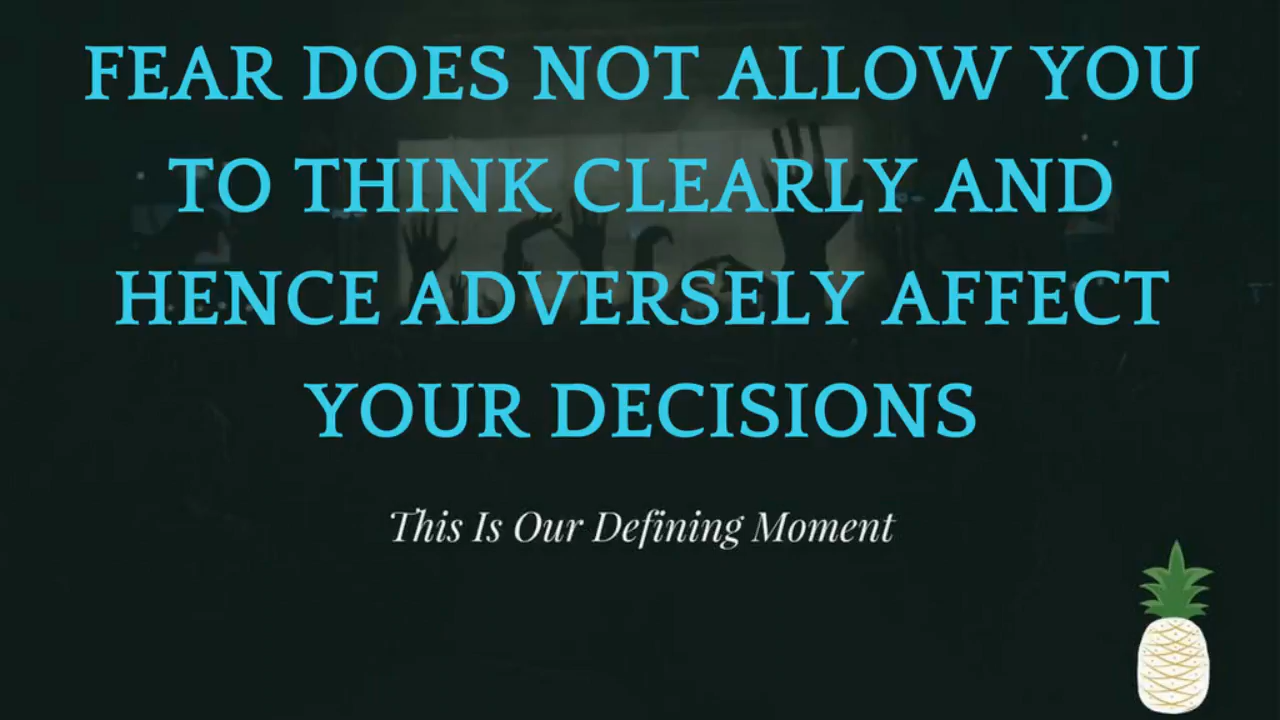 FEAR DOES NOT ALLOW YOU
TO THINK CLEARLY AND
HENCE ADVERSELY AFFECT
YOUR DECISIONS
This Is Our Defining Moment